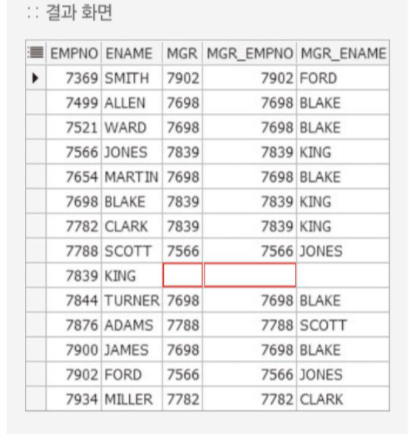 :: 결과 화면
EMPNO ENAME MGR MGR_EMPNO MGR_ENAME
7369 SMITH 7902 7902 FORD
7499 ALLEN 7698 7698 BLAKE
7521 WARD 7698 7698 BLAKE
7566 JONES 7839 7839 KING
7654 MARTIN 7698 7698 BLAKE
7698 BLAKE 7839 7839 KING
7782 CLARK 7839 7839 KING
7788 SCOTT 7566 7566 JONES
7839 KING
7844 TURNER 7698 7698 BLAKE
7876 ADAMS 7788 7788 SCOTT
7900 JAMES 7698 7698 BLAKE
7902 FORD 7566 7566 JONES
7934 MILLER 7782 7782 CLARK